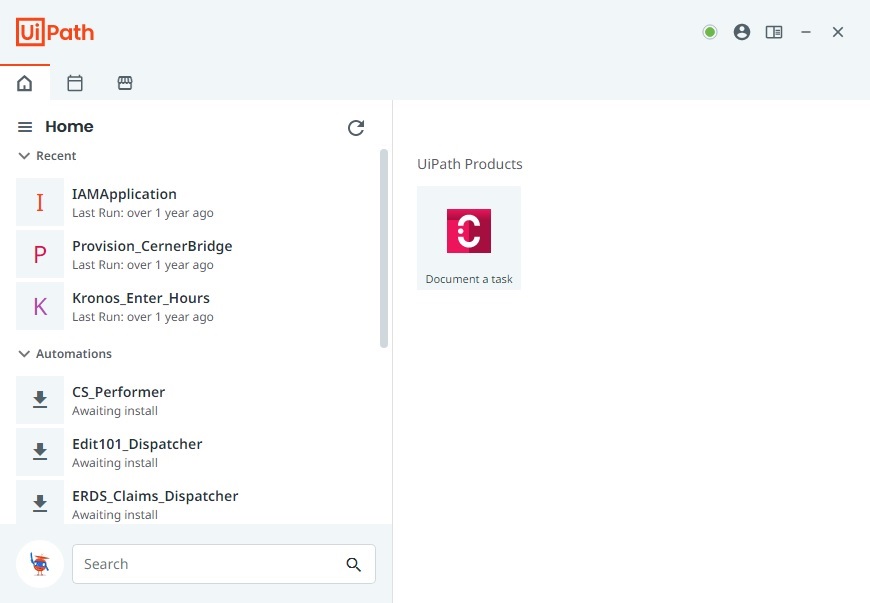 UiPath
Home
Recent
I
IAMApplication
Last Run: over 1 year ago
P
Provision_CernerBridge
Last Run: over 1 year ago
K
Kronos_Enter_Hours
Last Run: over 1 year ago
Automations
CS_Performer
Awaiting install
Edit101_Dispatcher
Awaiting install
ERDS_Claims_Dispatcher
Awaiting install
Search
UiPath Products
C
Document a task